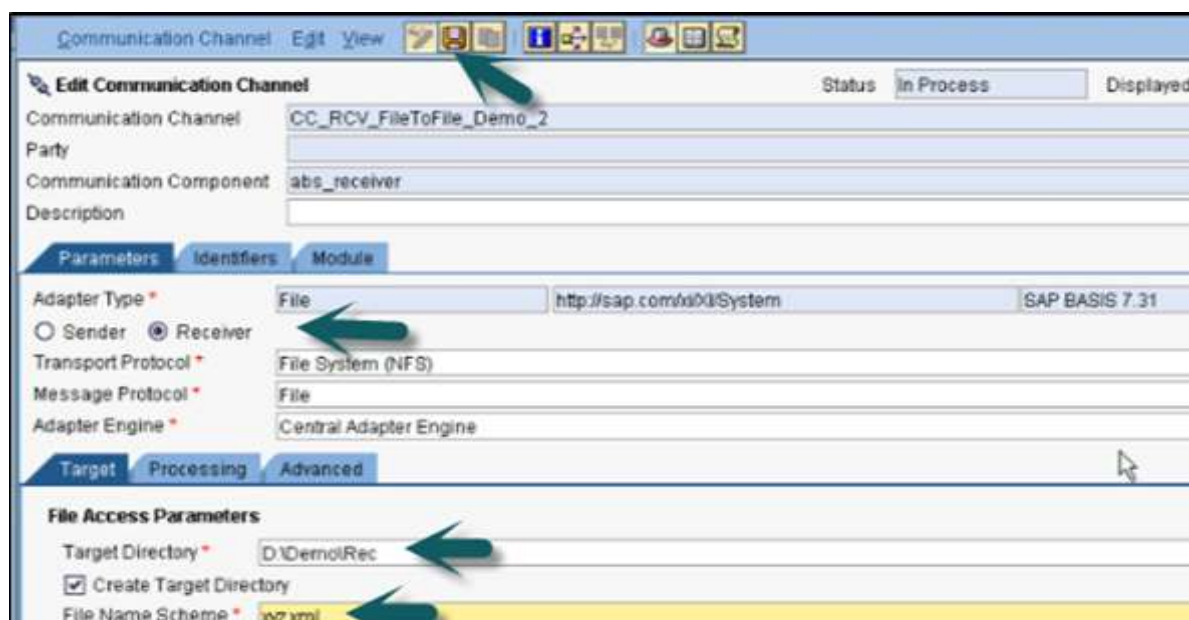 Communication Channel Edit View
Edit Communication Channel Status In Process Displayed
Communication Channel CC_RCV_FileToFile_Demo_2
Party
Communication Component abs_receiver
Description
Parameters Identifiers Module
Adapter Type * File http://sap.com/xi/XI/System SAP BASIS 7.31
Sender Receiver
Transport Protocol * File System (NFS)
Message Protocol * File
Adapter Engine * Central Adapter Engine
Target Processing Advanced
File Access Parameters
Target Directory * D:\Demo\Rec
Create Target Directory
File Name Scheme * xyz.xml